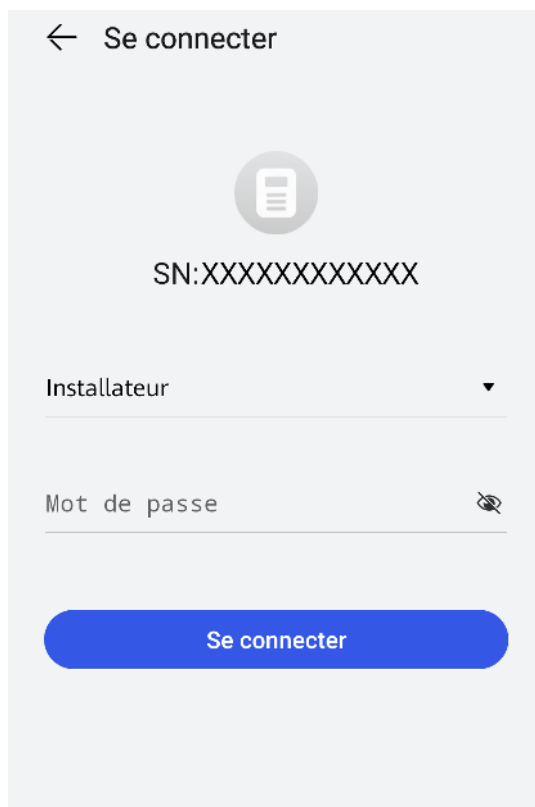 Se connecter
SN:XXXXXXXXXXXX
Installateur
Mot de passe
Se connecter